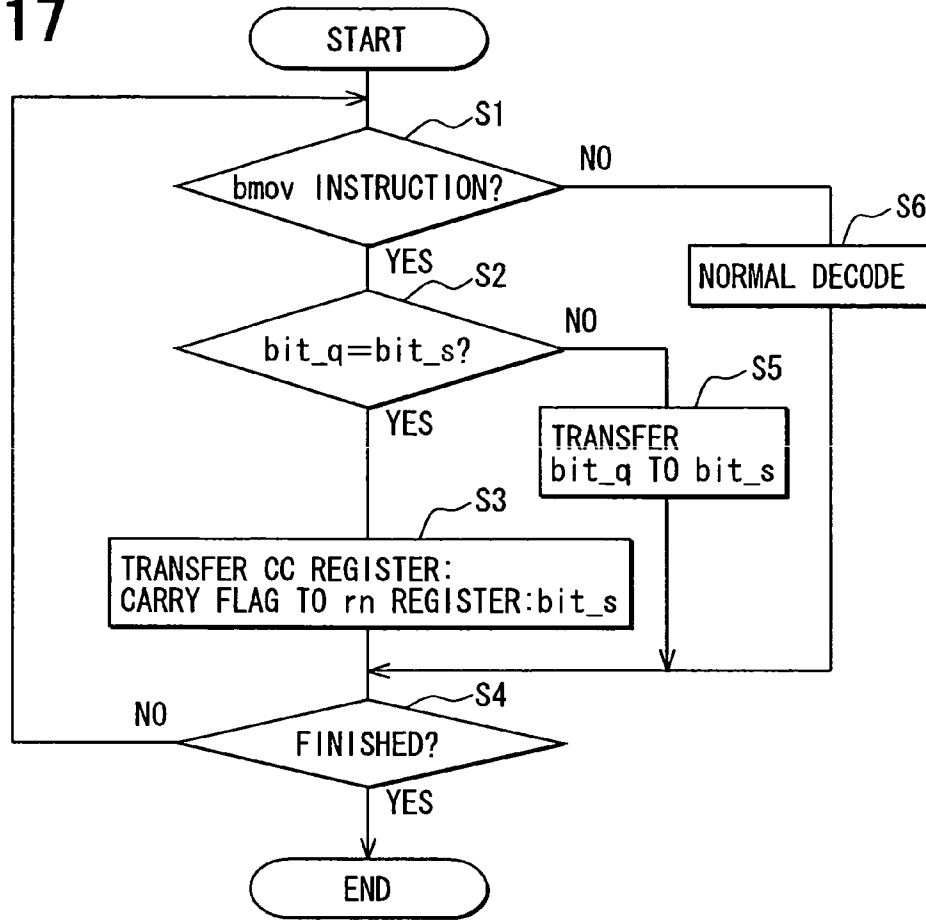 17
START
S1
bmov INSTRUCTION?
NO
S6
YES
NORMAL DECODE
S2
bit_q=bit_s?
NO
S5
YES
TRANSFER
bit_q TO bit_s
S3
TRANSFER CC REGISTER:
CARRY FLAG TO rn REGISTER:bit_s
S4
NO
FINISHED?
YES
END